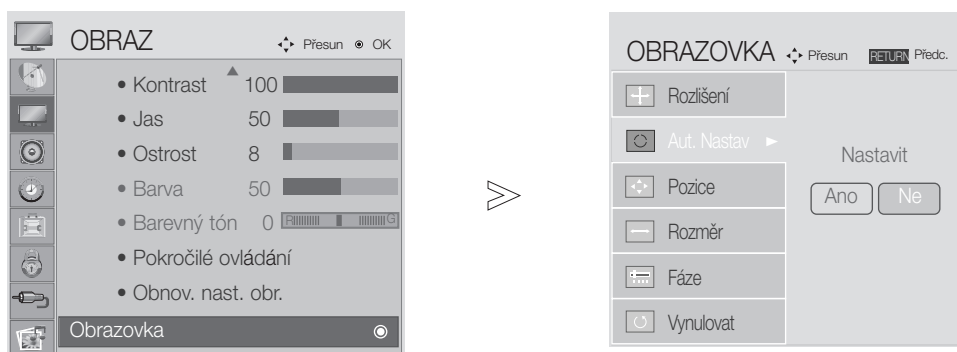 OBRAZ
Přesun
OK
• Kontrast 100
• Jas 50
• Ostrost 8
• Barva 50
• Barevný tón 0 R G
• Pokročilé ovládání
• Obnov. nast. obr.
Obrazovka
OBRAZOVKA
Přesun
RETURN Předc.
Rozlišení
Aut. Nastav ►
Pozice
Rozměr
Fáze
Vynulovat
Nastavit
Ano Ne